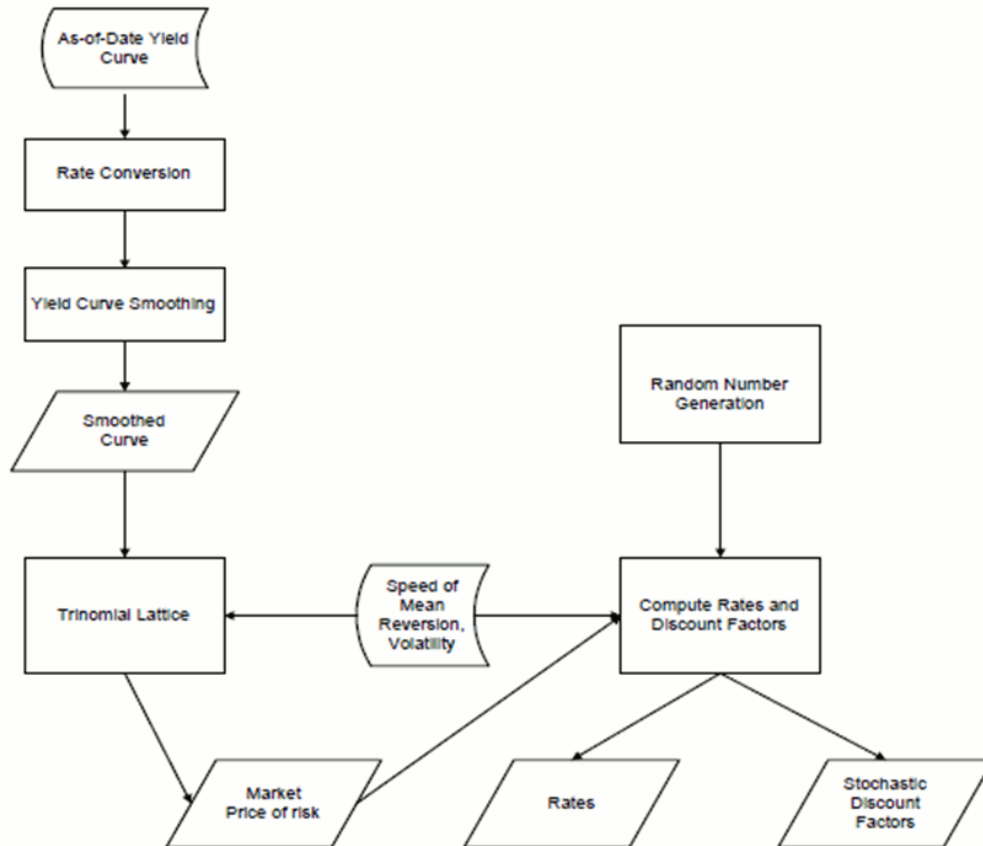 As-of-Date Yield
Curve
Rate Conversion
Yield Curve Smoothing
Smoothed
Curve
Random Number
Generation
Trinomial Lattice
Speed of
Mean
Reversion,
Volatility
Compute Rates and
Discount Factors
Market
Price of risk
Rates
Stochastic
Discount
Factors